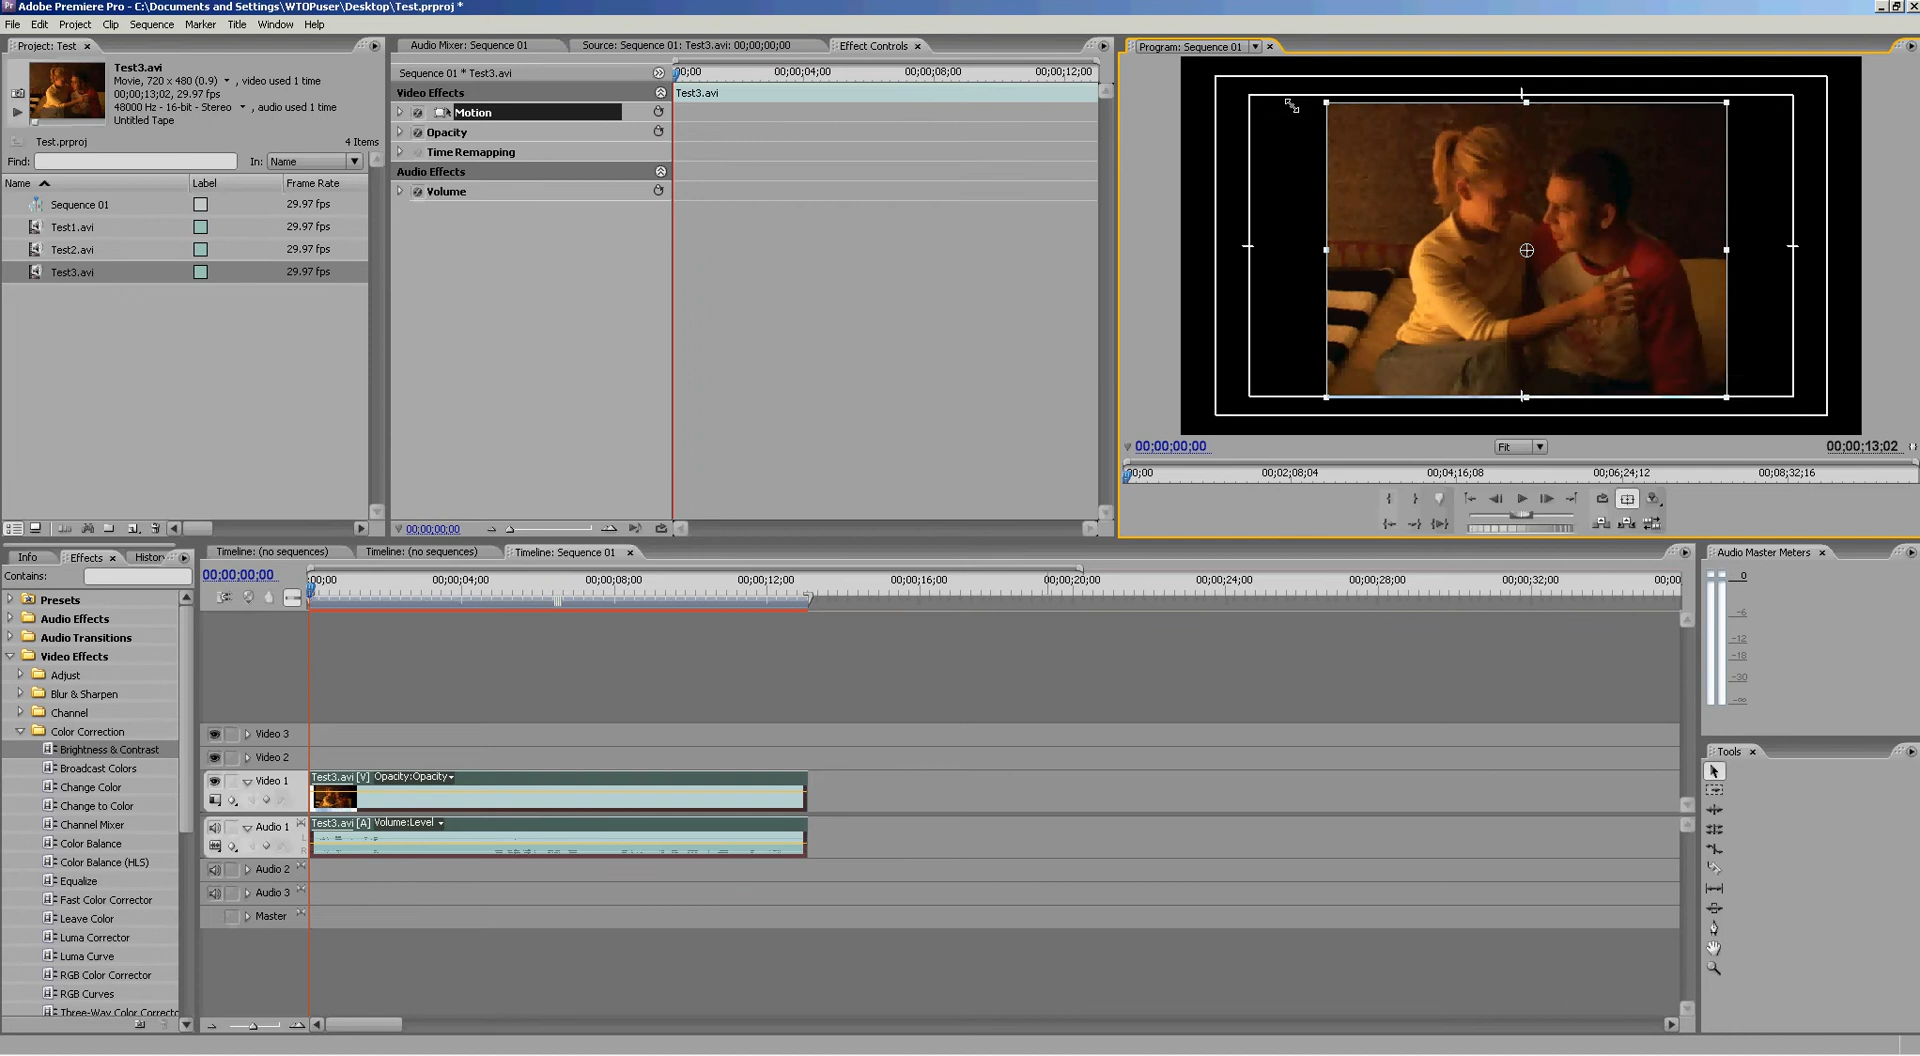 Adobe Premiere Pro - C:\Documents and Settings\WTOPuser\Desktop\Test.prproj *
File Edit Project Clip Sequence Marker Title Window Help
Project: Test
Test3.avi
Movie, 720 x 480 (0.9) , video used 1 time
00;00;13;02, 29.97 fps
48000 Hz - 16-bit - Stereo , audio used 1 time
Untitled Tape
Test.prproj 4 Items
Find: In: Name
Name Label Frame Rate
Sequence 01 29.97 fps
Test1.avi 29.97 fps
Test2.avi 29.97 fps
Test3.avi 29.97 fps
Audio Mixer: Sequence 01 Source: Sequence 01: Test3.avi: 00;00;00;00 Effect Controls
Sequence 01 * Test3.avi
00;00 00;00;04;00 00;00;08;00 00;00;12;00
Video Effects Test3.avi
Motion
Opacity
Time Remapping
Audio Effects
Volume
00;00;00;00
Program: Sequence 01
00;00;00;00 Fit 00;00;13;02
00;00 00;02;08;04 00;04;16;08 00;06;24;12 00;08;32;16
Info Effects Histor
Contains:
Presets
Audio Effects
Audio Transitions
Video Effects
Adjust
Blur & Sharpen
Channel
Color Correction
Brightness & Contrast
Broadcast Colors
Change Color
Change to Color
Channel Mixer
Color Balance
Color Balance (HLS)
Equalize
Fast Color Corrector
Leave Color
Luma Corrector
Luma Curve
RGB Color Corrector
RGB Curves
Three-Way Color Correcto
Timeline: (no sequences) Timeline: (no sequences) Timeline: Sequence 01
00;00;00;00 ;00;00 00;00;04;00 00;00;08;00 00;00;12;00 00;00;16;00 00;00;20;00 00;00;24;00 00;00;28;00 00;00;32;00 00;00
Video 3
Video 2
Video 1 Test3.avi [V] Opacity:Opacity
Audio 1 Test3.avi [A] Volume:Level
L
R
Audio 2
Audio 3
Master
Audio Master Meters
0
-6
-12
-18
-30
-∞
Tools